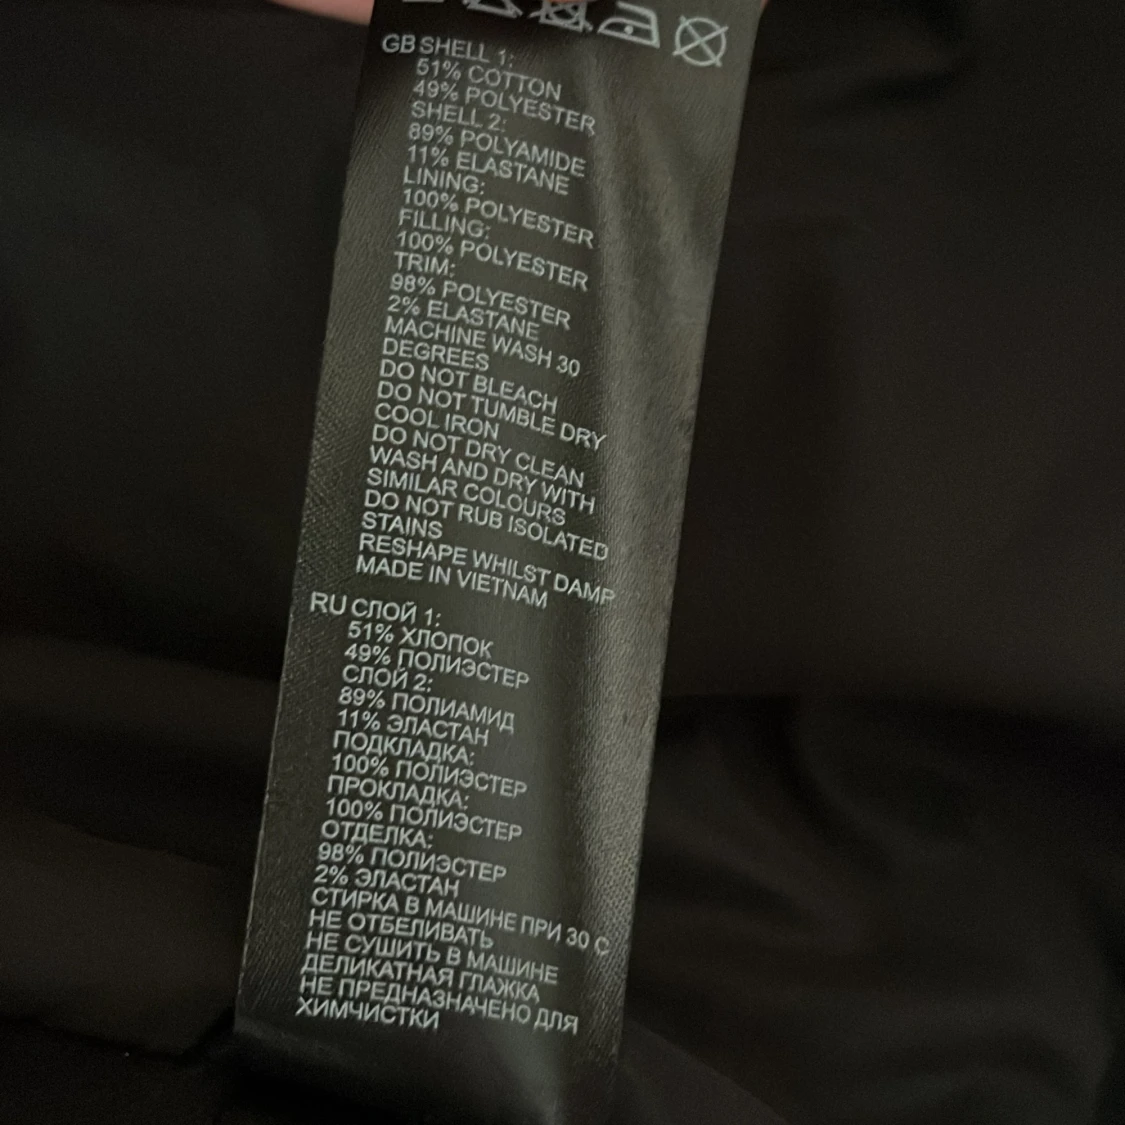 GB SHELL 1:
51% COTTON
49% POLYESTER
SHELL 2:
89% POLYAMIDE
11% ELASTANE
LINING:
100% POLYESTER
FILLING:
100% POLYESTER
TRIM:
98% POLYESTER
2% ELASTANE
MACHINE WASH 30
DEGREES
DO NOT BLEACH
DO NOT TUMBLE DRY
COOL IRON
DO NOT DRY CLEAN
WASH AND DRY WITH
SIMILAR COLOURS
DO NOT RUB ISOLATED
STAINS
RESHAPE WHILST DAMP
MADE IN VIETNAM
RU СЛОЙ 1:
51% ХЛОПОК
49% ПОЛИЭСТЕР
СЛОЙ 2:
89% ПОЛИАМИД
11% ЭЛАСТАН
ПОДКЛАДКА:
100% ПОЛИЭСТЕР
ПРОКЛАДКА:
100% ПОЛИЭСТЕР
ОТДЕЛКА:
98% ПОЛИЭСТЕР
2% ЭЛАСТАН
СТИРКА В МАШИНЕ ПРИ 30 С
НЕ ОТБЕЛИВАТЬ
НЕ СУШИТЬ В МАШИНЕ
ДЕЛИКАТНАЯ ГЛАЖКА
НЕ ПРЕДНАЗНАЧЕНО ДЛЯ
ХИМЧИСТКИ